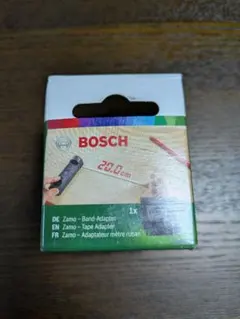 BOSCH
20.0 cm
1x
DE Zamo – Band-Adapter
EN Zamo – Tape Adapter
FR Zamo – Adaptateur mètre ruban